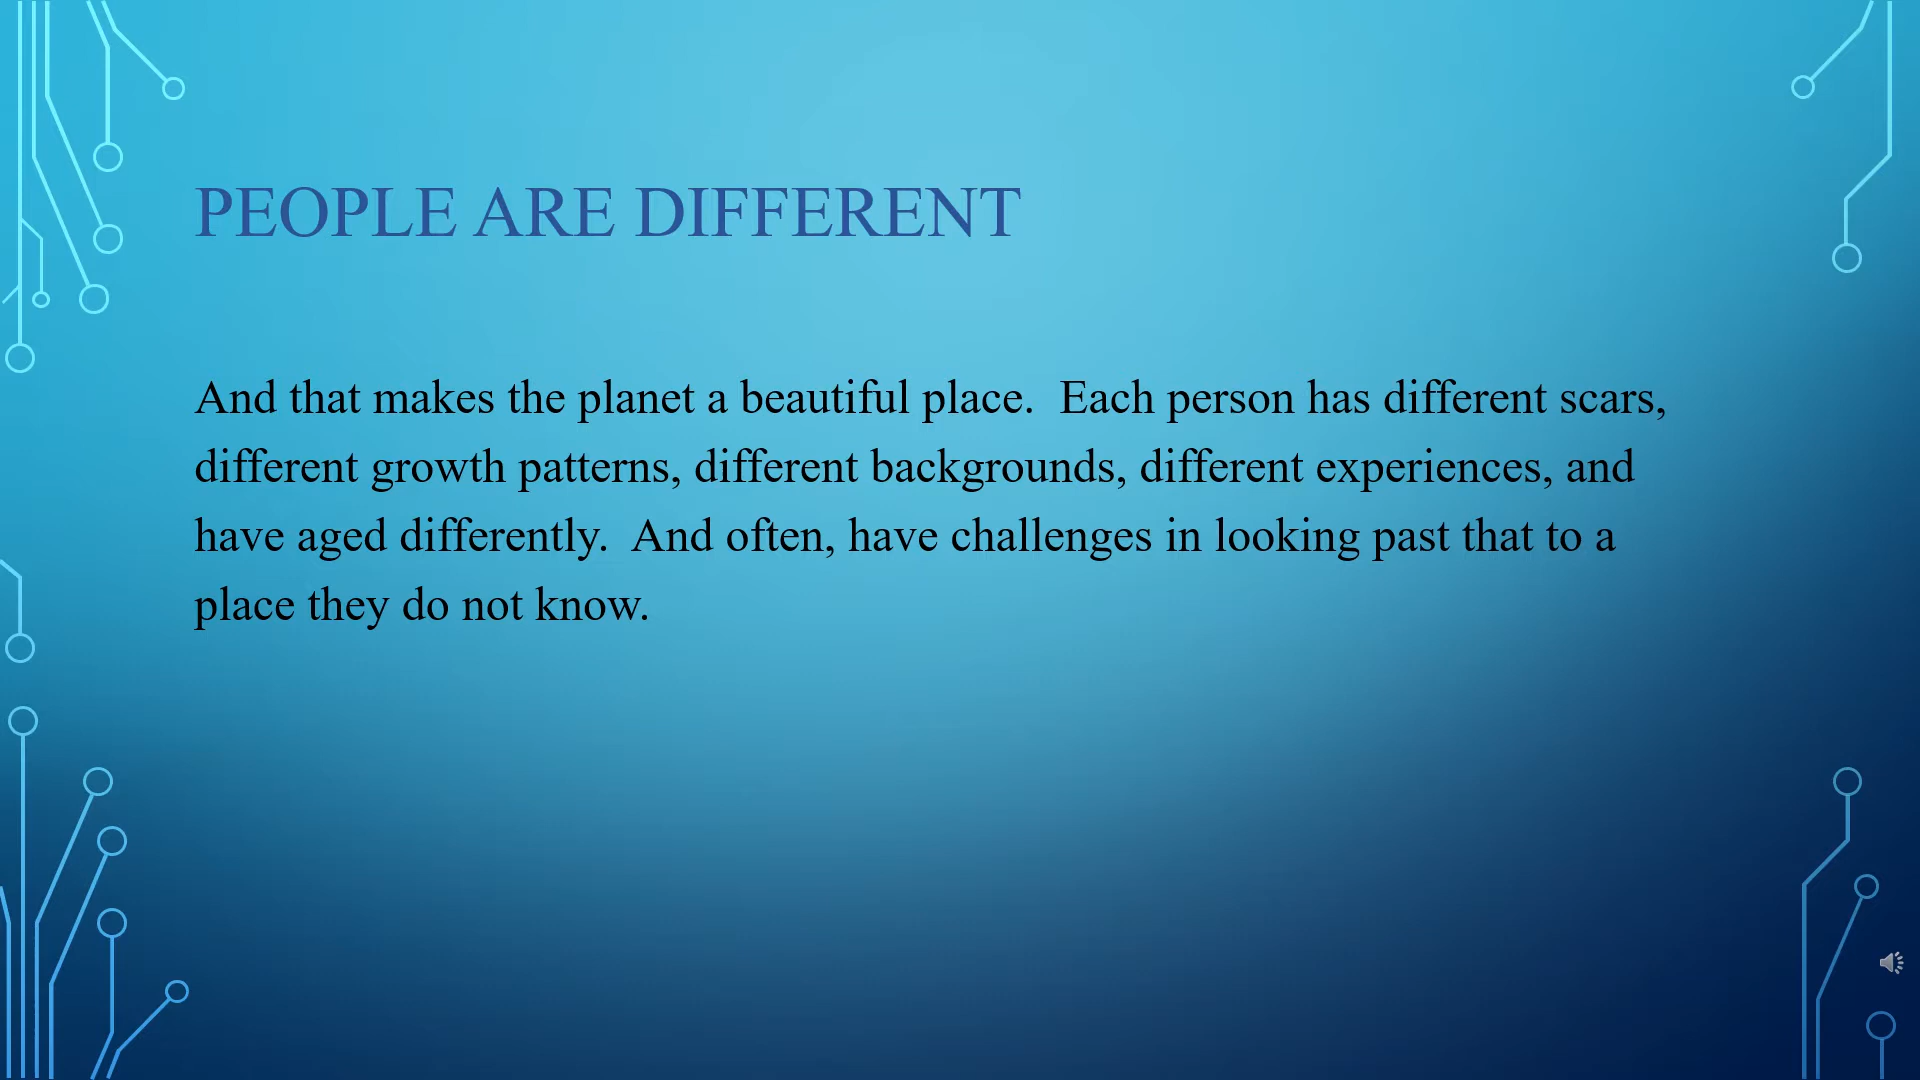 PEOPLE ARE DIFFERENT
And that makes the planet a beautiful place.  Each person has different scars,
different growth patterns, different backgrounds, different experiences, and
have aged differently.  And often, have challenges in looking past that to a
place they do not know.